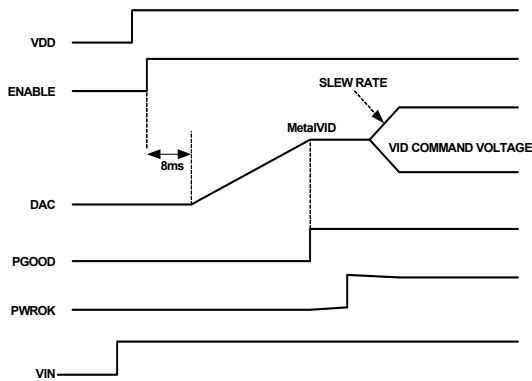 VDD
ENABLE
SLEW RATE
MetalVID
VID COMMAND VOLTAGE
8ms
DAC
PGOOD
PWROK
VIN